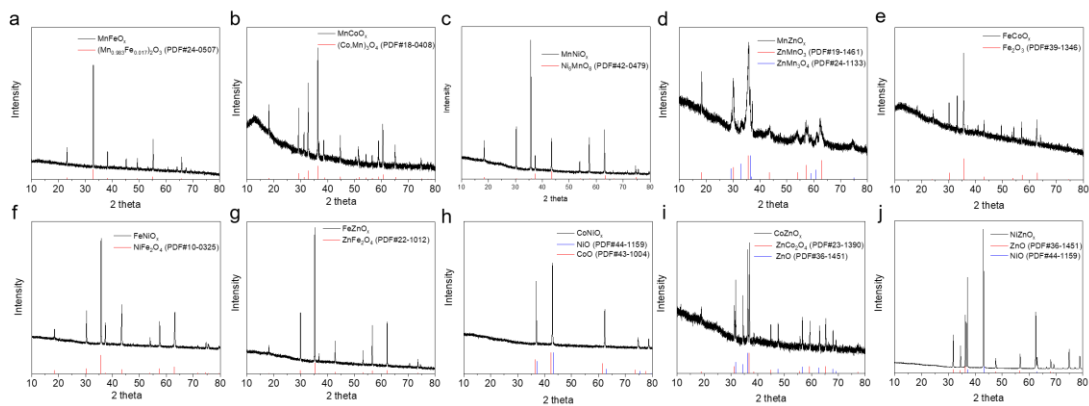 a
MnFeOx
(Mn0.983Fe0.017)2O3 (PDF#24-0507)
Intensity
10 20 30 40 50 60 70 80
2 theta
b
MnCoOx
(Co,Mn)3O4 (PDF#18-0408)
Intensity
10 20 30 40 50 60 70 80
2 theta
c
MnNiOx
Ni6MnO8 (PDF#42-0479)
Intensity
10 20 30 40 50 60 70 80
2 theta
d
MnZnOx
ZnMnO3 (PDF#19-1461)
ZnMn3O4 (PDF#24-1133)
Intensity
10 20 30 40 50 60 70 80
2 theta
e
FeCoOx
Fe2O3 (PDF#39-1346)
Intensity
10 20 30 40 50 60 70 80
2 theta
f
FeNiOx
NiFe2O4 (PDF#10-0325)
Intensity
10 20 30 40 50 60 70 80
2 theta
g
FeZnOx
ZnFe2O4 (PDF#22-1012)
Intensity
10 20 30 40 50 60 70 80
2 theta
h
CoNiOx
NiO (PDF#44-1159)
CoO (PDF#43-1004)
Intensity
10 20 30 40 50 60 70 80
2 theta
i
CoZnOx
ZnCo2O4 (PDF#23-1390)
ZnO (PDF#36-1451)
Intensity
10 20 30 40 50 60 70 80
2 theta
j
NiZnOx
ZnO (PDF#36-1451)
NiO (PDF#44-1159)
Intensity
10 20 30 40 50 60 70 80
2 theta